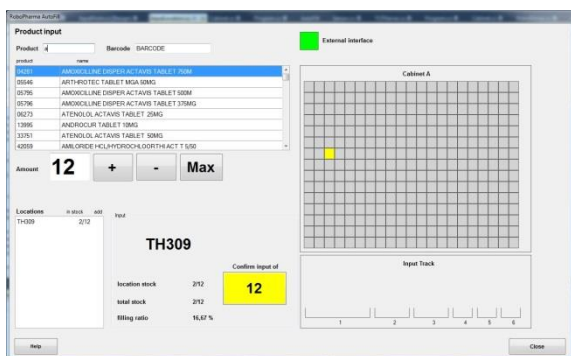 RoboPharma AutoFill
Product input
Product a Barcode BARCODE
product name
04281 AMOXICILLINE DISPER ACTAVIS TABLET 750M
05546 ARTHROTEC TABLET MGA 50MG
05795 AMOXICILLINE DISPER ACTAVIS TABLET 500M
05796 AMOXICILLINE DISPER ACTAVIS TABLET 375MG
06273 ATENOLOL ACTAVIS TABLET 25MG
13995 ANDROCUR TABLET 10MG
33751 ATENOLOL ACTAVIS TABLET 50MG
42059 AMILORIDE HCL/HYDROCHLOORTHI ACT T 5/50
Amount 12 + - Max
Locations in stock add
TH309 2/12
Input
TH309
location stock 2/12
total stock 2/12
filling ratio 16,67 %
Confirm input of
12
Help
External interface
Cabinet A
Input Track
1 2 3 4 5 6
Close